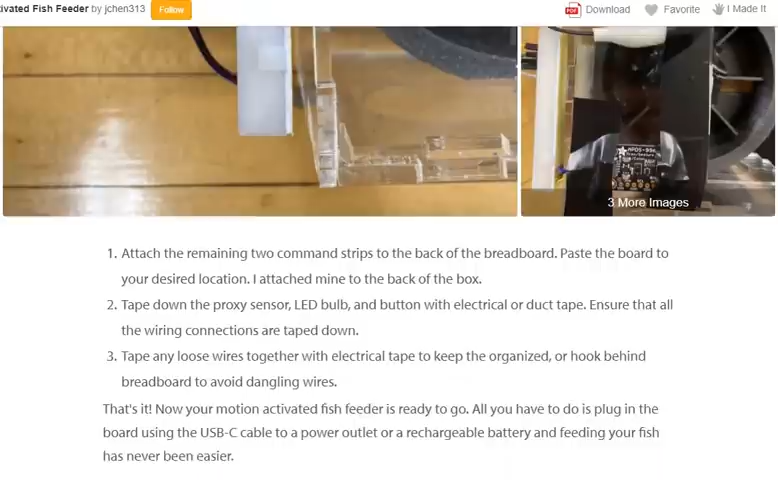 tivated Fish Feeder by jchen313 Follow
PDF Download Favorite I Made It
APDS-996
3 More Images
1. Attach the remaining two command strips to the back of the breadboard. Paste the board to
your desired location. I attached mine to the back of the box.
2. Tape down the proxy sensor, LED bulb, and button with electrical or duct tape. Ensure that all
the wiring connections are taped down.
3. Tape any loose wires together with electrical tape to keep the organized, or hook behind
breadboard to avoid dangling wires.
That's it! Now your motion activated fish feeder is ready to go. All you have to do is plug in the
board using the USB-C cable to a power outlet or a rechargeable battery and feeding your fish
has never been easier.